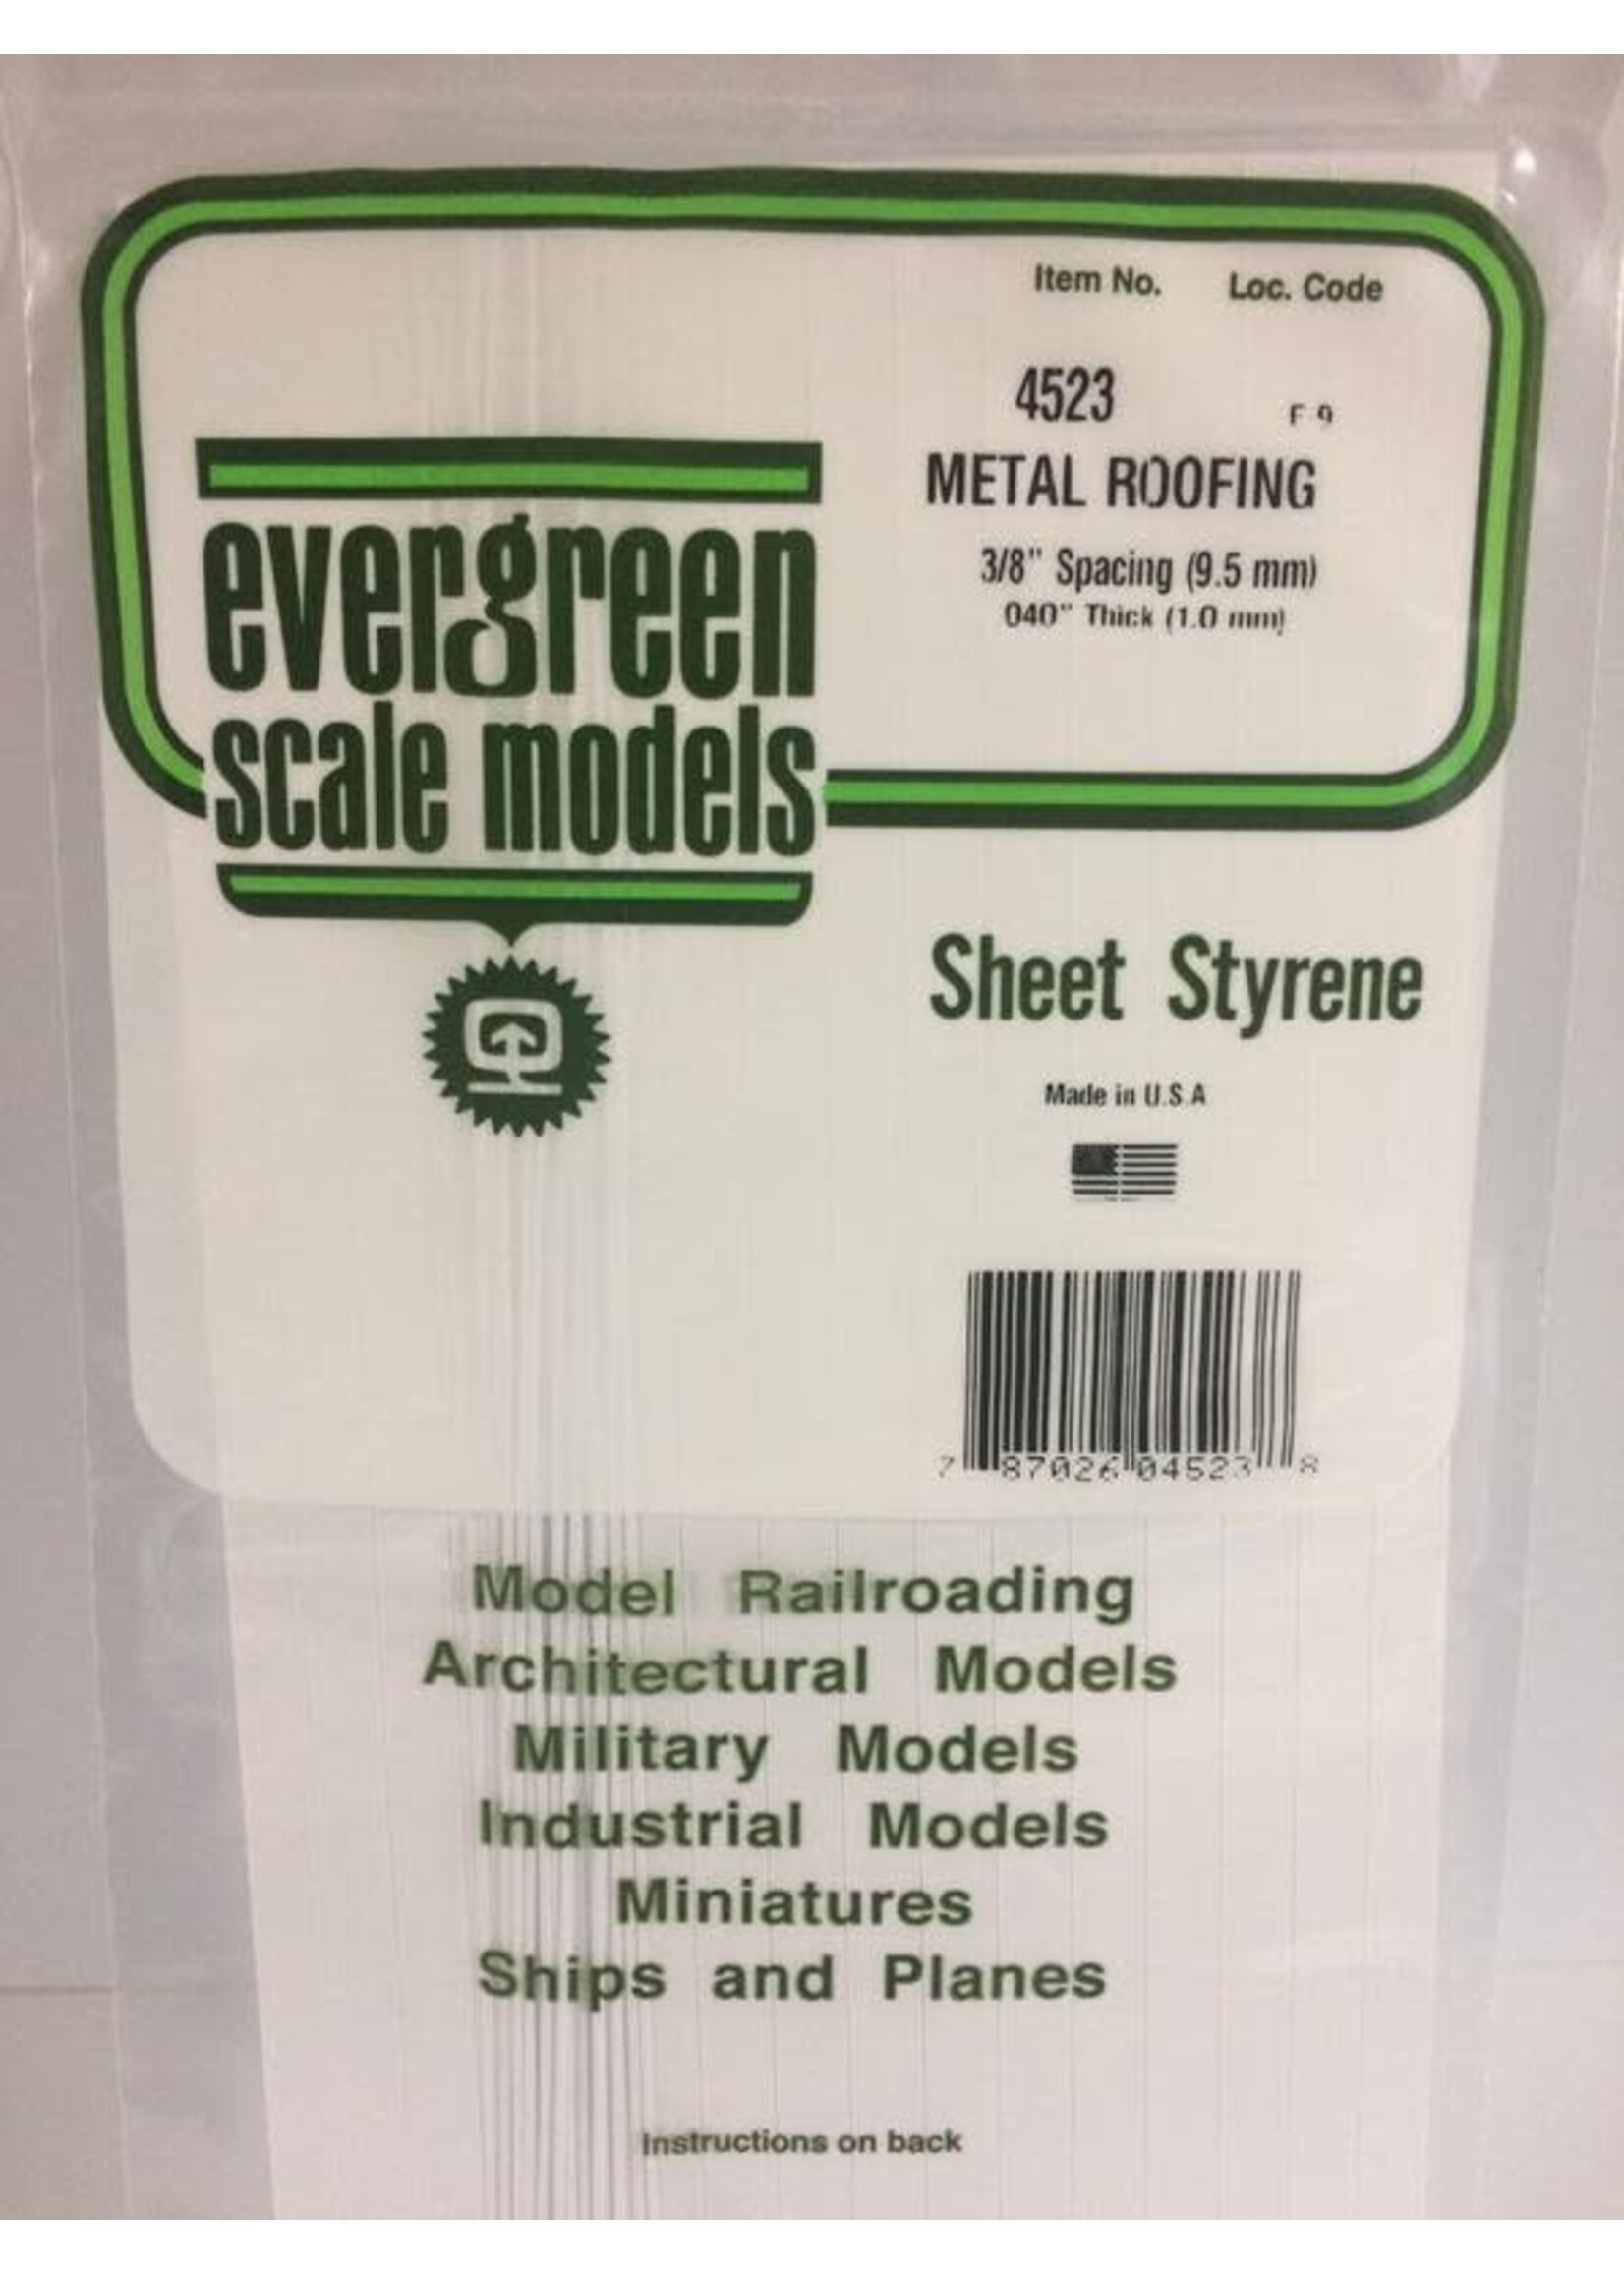 Item No. Loc. Code
4523 F 9
METAL ROOFING
3/8" Spacing (9.5 mm)
040" Thick (1.0 mm)
evergreen
scale models
Sheet Styrene
Made in U.S.A
7 87026 04523 8
Model Railroading
Architectural Models
Military Models
Industrial Models
Miniatures
Ships and Planes
Instructions on back